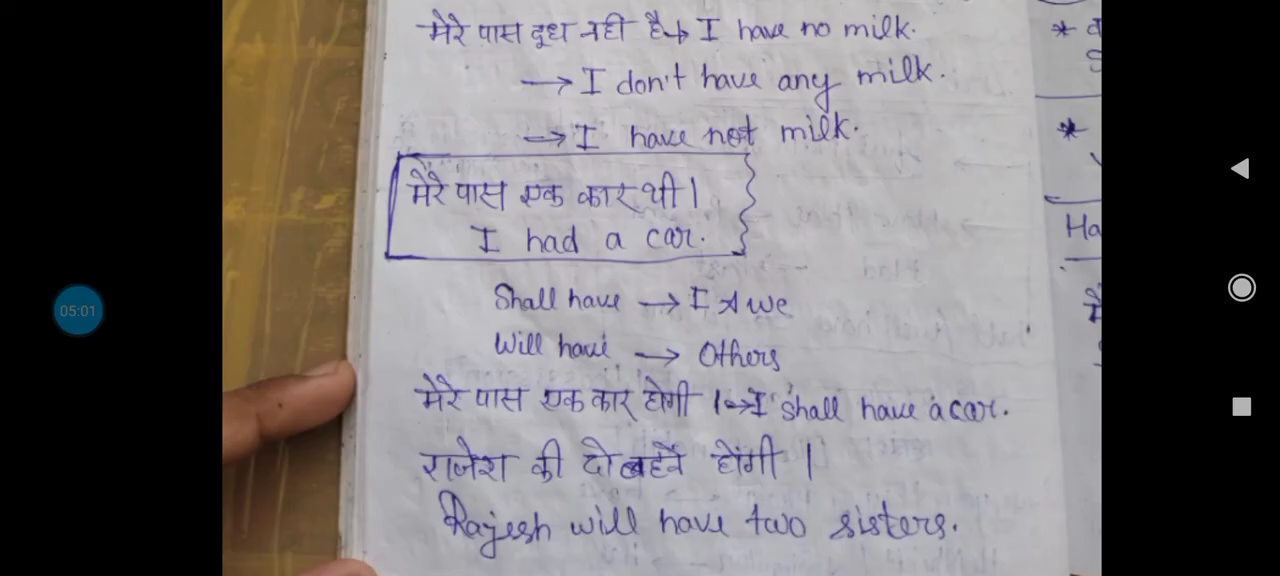 मेरे पास दूध नही है→ I have no milk.
→ I don't have any milk.
→ I have not milk.
मेरे पास एक कार थी।
I had a car.
Shall have → I & we
Will have → Others
मेरे पास एक कार होगी।→ I shall have a car.
राजेश की दो बहनें होंगी।
Rajesh will have two sisters.
*
*
Ha
05:01